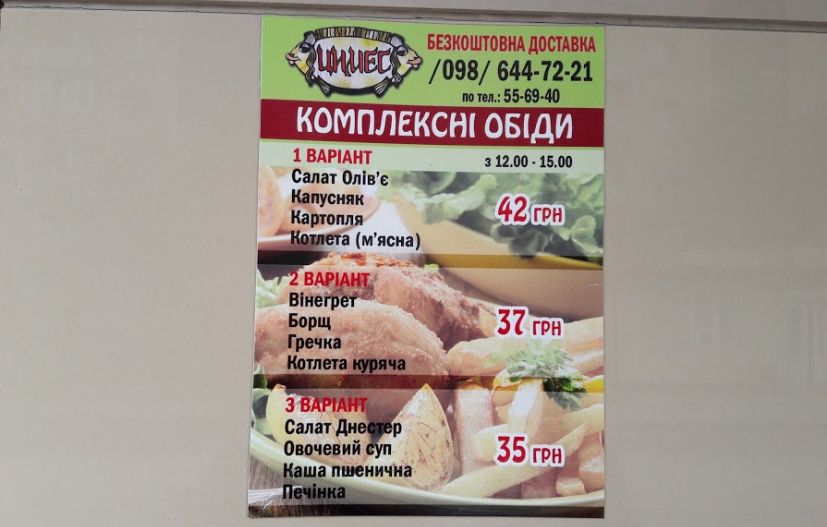 ЦИМЕС
БЕЗКОШТОВНА ДОСТАВКА
/098/ 644-72-21
по тел.: 55-69-40
КОМПЛЕКСНІ ОБІДИ
1 ВАРІАНТ
з 12.00 - 15.00
Салат Олів'є
Капусняк
Картопля
Котлета (м'ясна)
42 ГРН
2 ВАРІАНТ
Вінегрет
Борщ
Гречка
Котлета куряча
37 ГРН
3 ВАРІАНТ
Салат Днестер
Овочевий суп
Каша пшенична
Печінка
35 ГРН